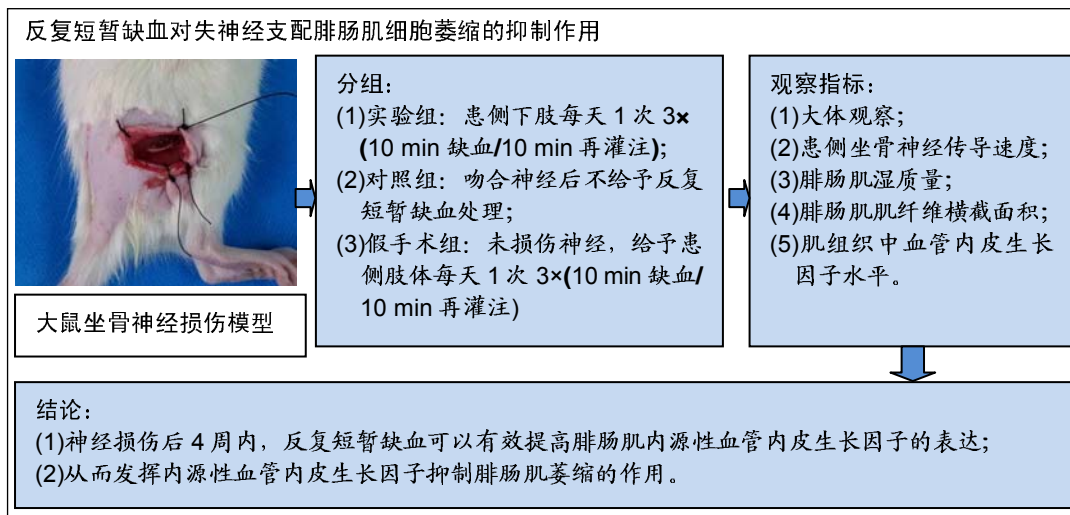 反复短暂缺血对失神经支配腓肠肌细胞萎缩的抑制作用
大鼠坐骨神经损伤模型
分组：
(1)实验组：患侧下肢每天 1 次 3×
(10 min 缺血/10 min 再灌注)；
(2)对照组：吻合神经后不给予反复
短暂缺血处理；
(3)假手术组：未损伤神经，给予患
侧肢体每天 1 次 3×(10 min 缺血/
10 min 再灌注)
观察指标：
(1)大体观察；
(2)患侧坐骨神经传导速度；
(3)腓肠肌湿质量；
(4)腓肠肌肌纤维横截面积；
(5)肌组织中血管内皮生长
因子水平。
结论：
(1)神经损伤后 4 周内，反复短暂缺血可以有效提高腓肠肌内源性血管内皮生长因子的表达；
(2)从而发挥内源性血管内皮生长因子抑制腓肠肌萎缩的作用。